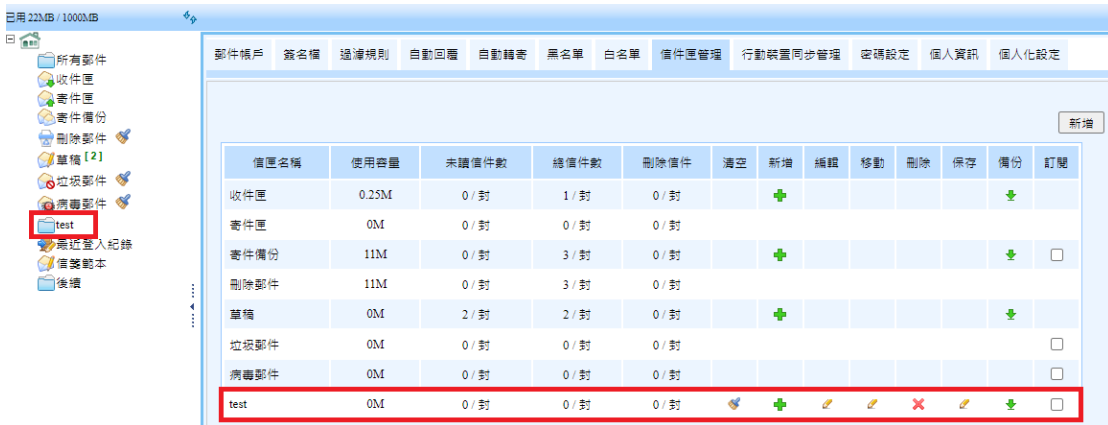 已用 22MB / 1000MB
所有郵件
收件匣
寄件匣
寄件備份
刪除郵件
草稿 [2]
垃圾郵件
病毒郵件
test
最近登入紀錄
信箋範本
後續
郵件帳戶 簽名檔 過濾規則 自動回覆 自動轉寄 黑名單 白名單 信件匣管理 行動裝置同步管理 密碼設定 個人資訊 個人化設定
新增
信匣名稱 使用容量 未讀信件數 總信件數 刪除信件 清空 新增 編輯 移動 刪除 保存 備份 訂閱
收件匣 0.25M 0 / 封 1 / 封 0 / 封
寄件匣 0M 0 / 封 0 / 封 0 / 封
寄件備份 11M 0 / 封 3 / 封 0 / 封
刪除郵件 11M 0 / 封 3 / 封 0 / 封
草稿 0M 2 / 封 2 / 封 0 / 封
垃圾郵件 0M 0 / 封 0 / 封 0 / 封
病毒郵件 0M 0 / 封 0 / 封 0 / 封
test 0M 0 / 封 0 / 封 0 / 封